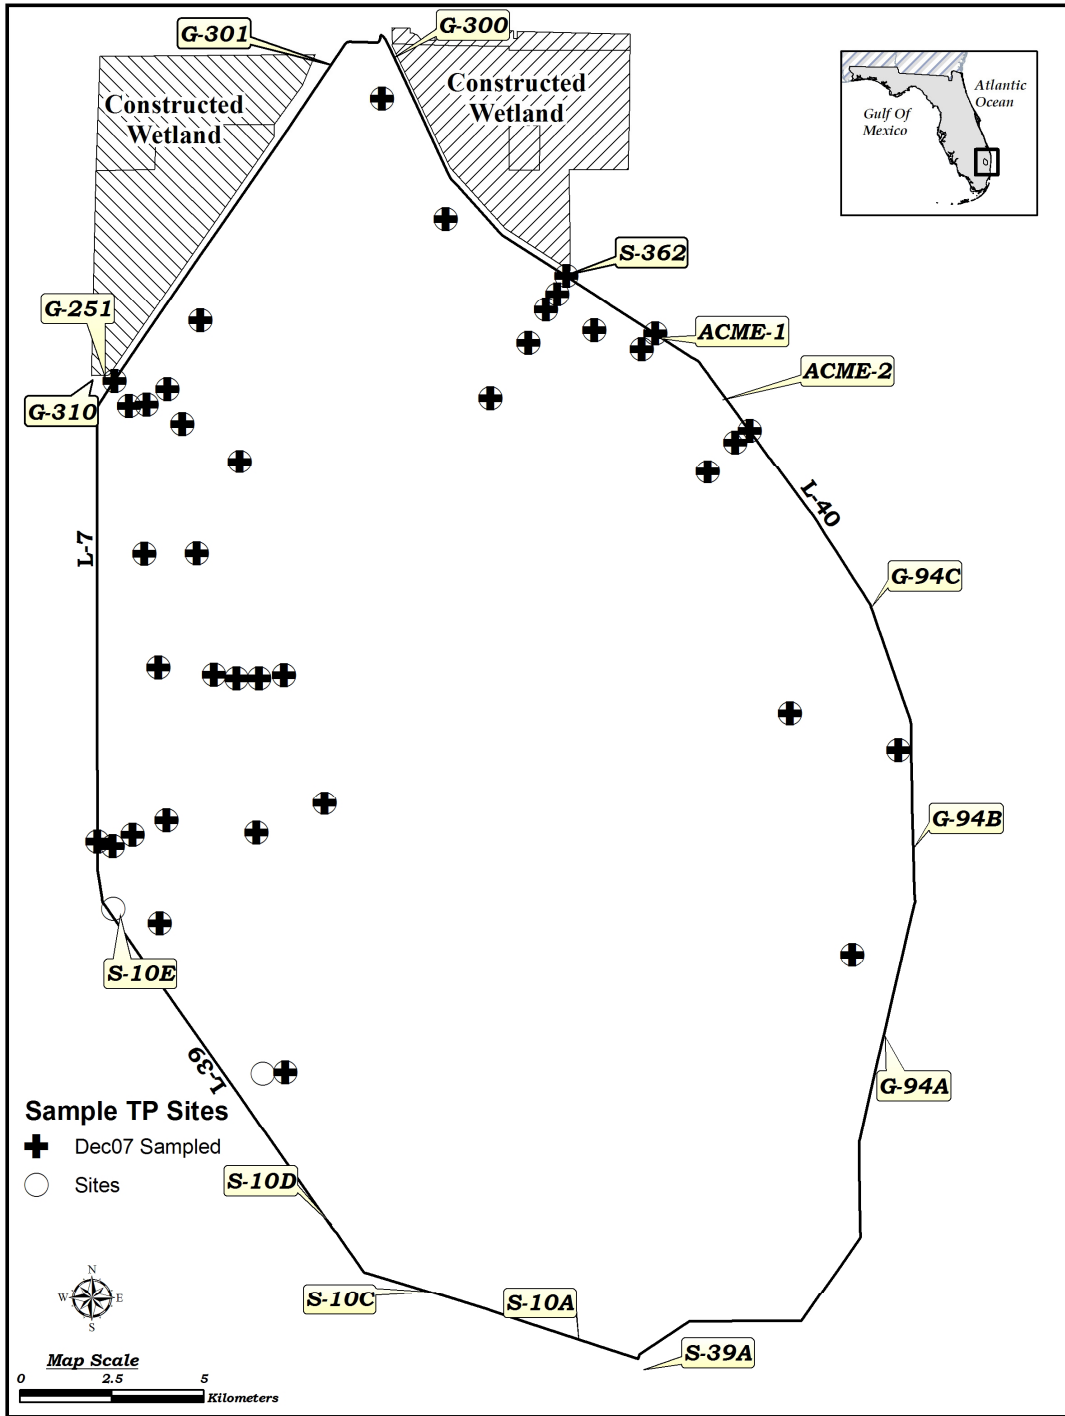 G-301
G-300
Constructed
Wetland
Constructed
Wetland
Atlantic
Ocean
Gulf Of
Mexico
S-362
G-251
ACME-1
ACME-2
G-310
L-40
L-7
G-94C
G-94B
S-10E
L-39
G-94A
Sample TP Sites
Dec07 Sampled
Sites
S-10D
N
W
E
S
S-10C
S-10A
S-39A
Map Scale
0 2.5 5
Kilometers